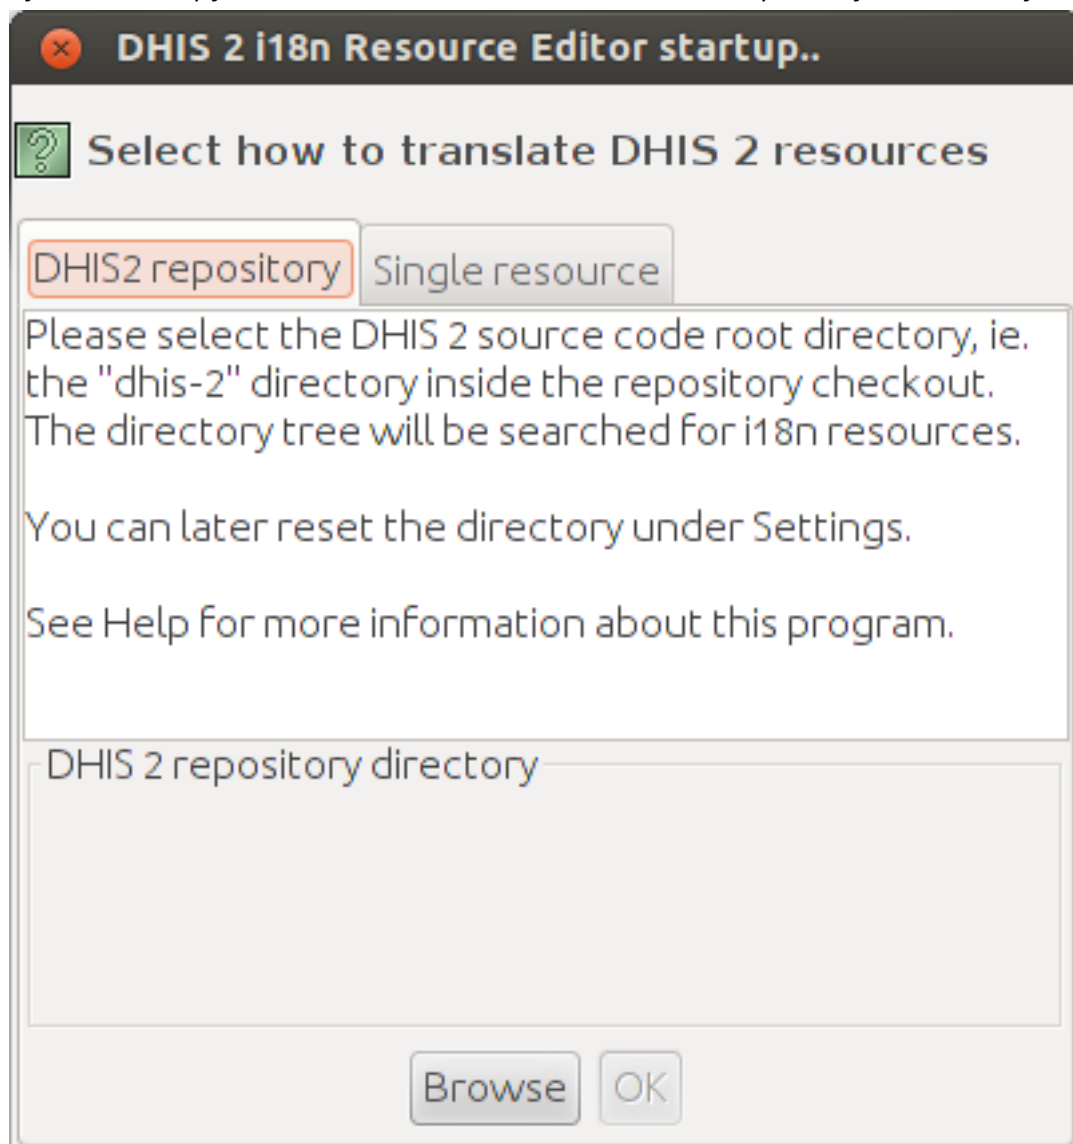 DHIS 2 i18n Resource Editor startup..
Select how to translate DHIS 2 resources
DHIS2 repository
Single resource
Please select the DHIS 2 source code root directory, ie.
the "dhis-2" directory inside the repository checkout.
The directory tree will be searched for i18n resources.
You can later reset the directory under Settings.
See Help for more information about this program.
DHIS 2 repository directory
Browse
OK